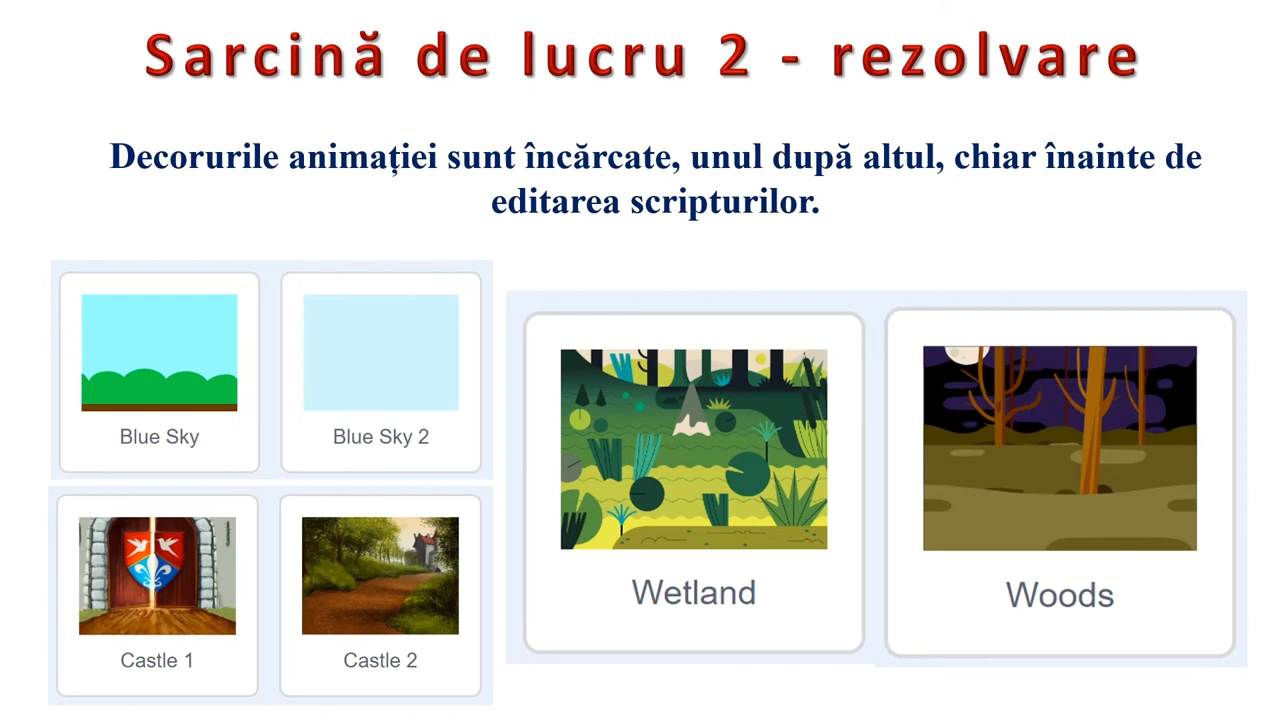 Sarcină de lucru 2 - rezolvare
Decorurile animației sunt încărcate, unul după altul, chiar înainte de
editarea scripturilor.
Blue Sky
Blue Sky 2
Castle 1
Castle 2
Wetland
Woods